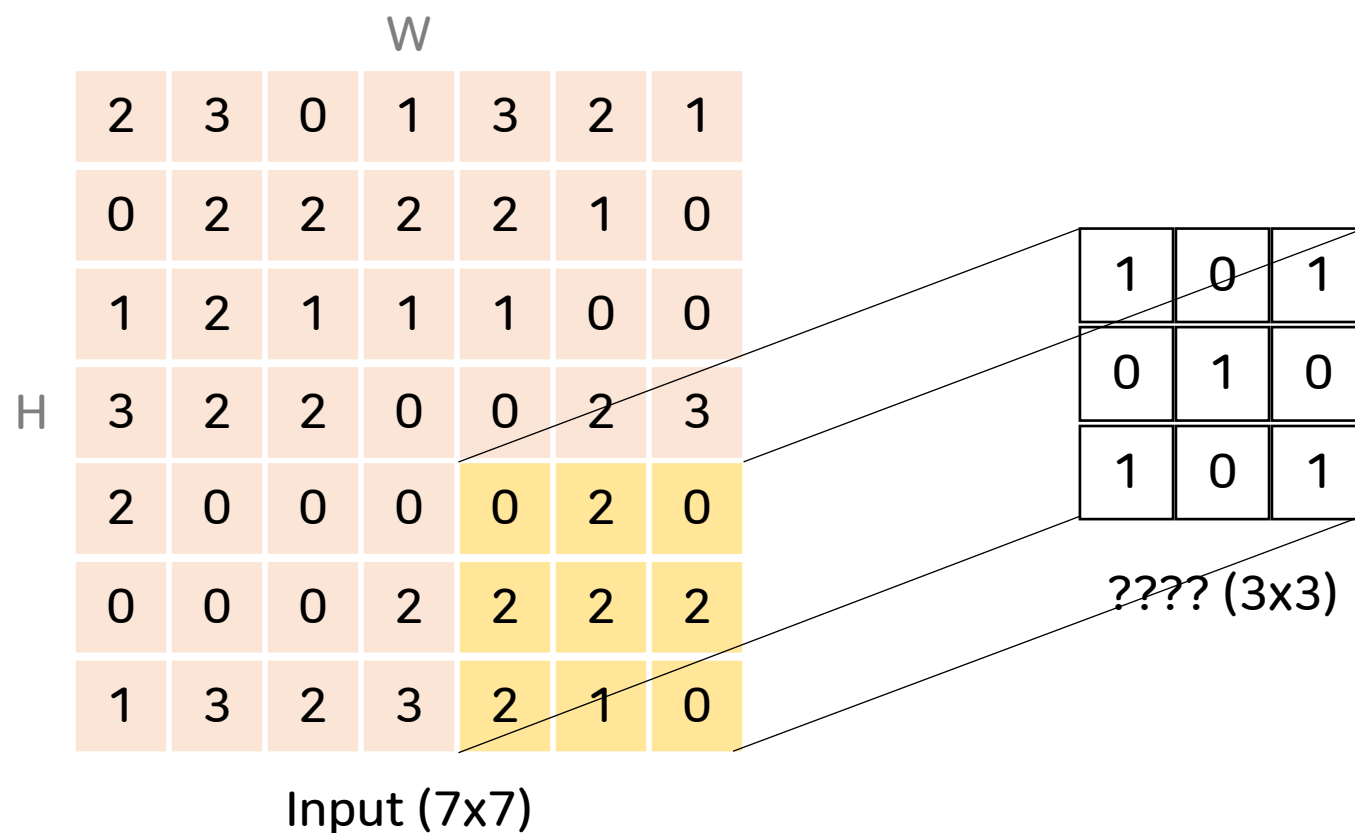 W
2 3 0 1 3 2 1
0 2 2 2 2 1 0
1 0 1
1 2 1 1 1 0 0
0 1 0
H
3 2 2 0 0 2 3
1 0 1
2 0 0 0 0 2 0
???? (3x3)
0 0 0 2 2 2 2
1 3 2 3 2 1 0
Input (7x7)